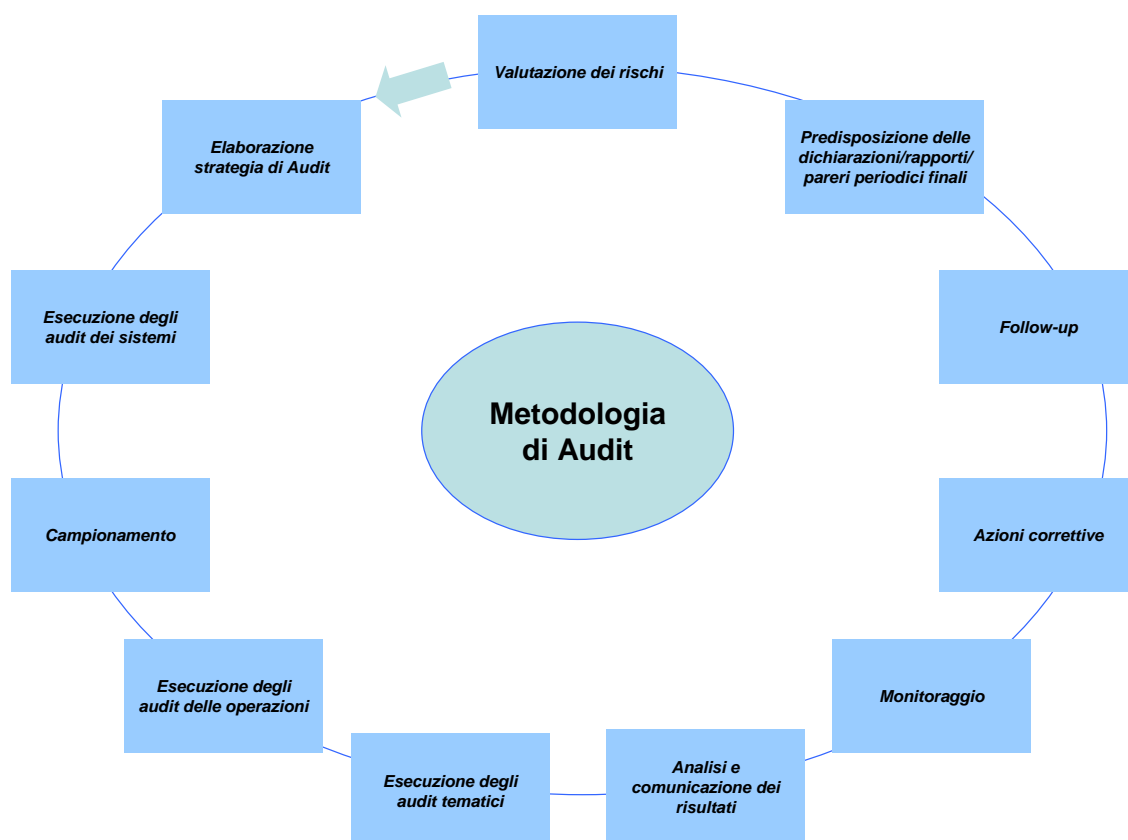 Valutazione dei rischi
Elaborazione
strategia di Audit
Predisposizione delle
dichiarazioni/rapporti/
pareri periodici finali
Esecuzione degli
audit dei sistemi
Follow-up
Metodologia
di Audit
Campionamento
Azioni correttive
Esecuzione degli
audit delle operazioni
Monitoraggio
Esecuzione degli
audit tematici
Analisi e
comunicazione dei
risultati